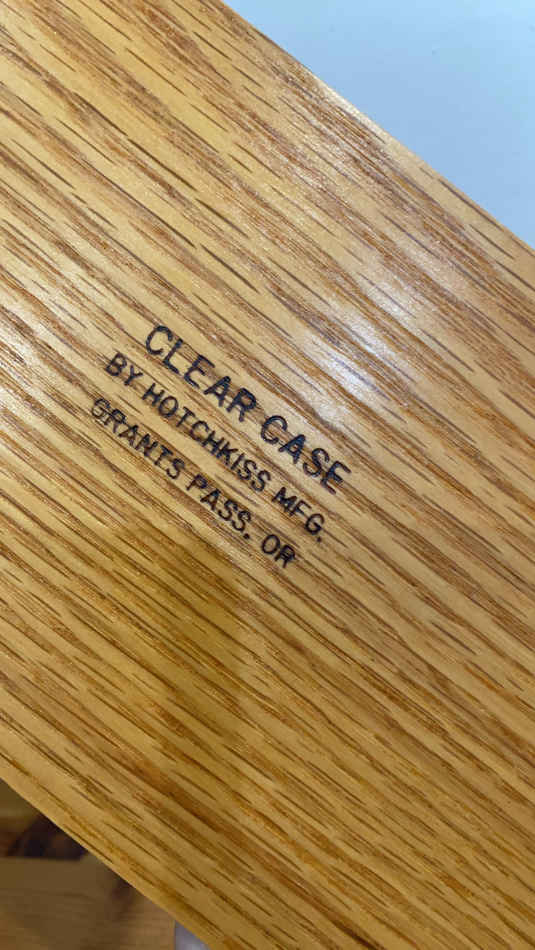 CLEAR CASE
BY HOTCHKISS MFG.
GRANTS PASS, OR